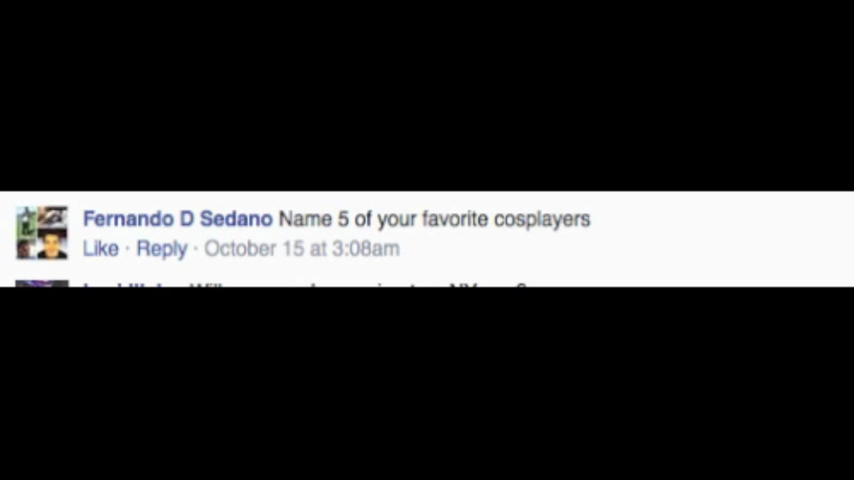 Fernando D Sedano Name 5 of your favorite cosplayers
Like · Reply · October 15 at 3:08am